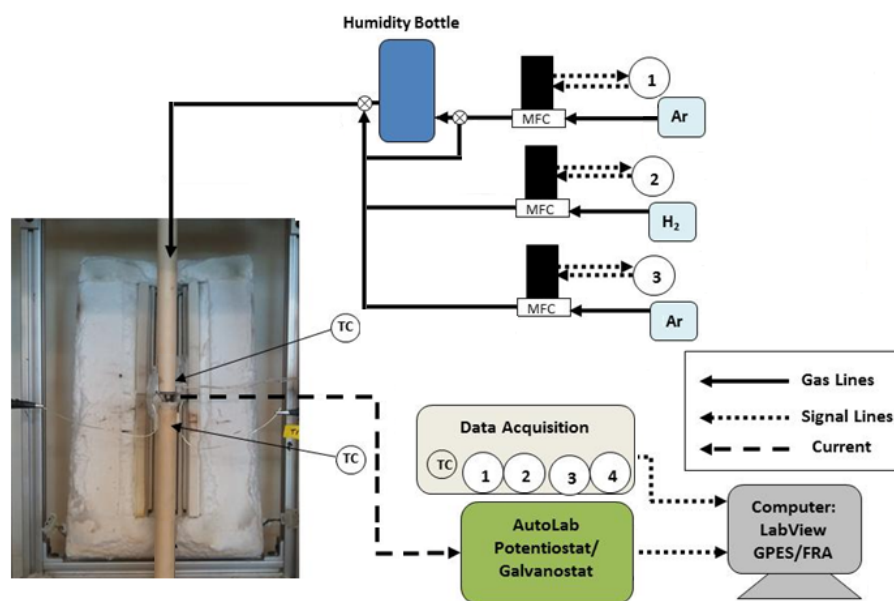 Humidity Bottle
1
MFC
Ar
2
MFC
H₂
3
MFC
Ar
TC
TC
Gas Lines
Signal Lines
Current
Data Acquisition
TC
1
2
3
4
AutoLab
Potentiostat/
Galvanostat
Computer:
LabView
GPES/FRA